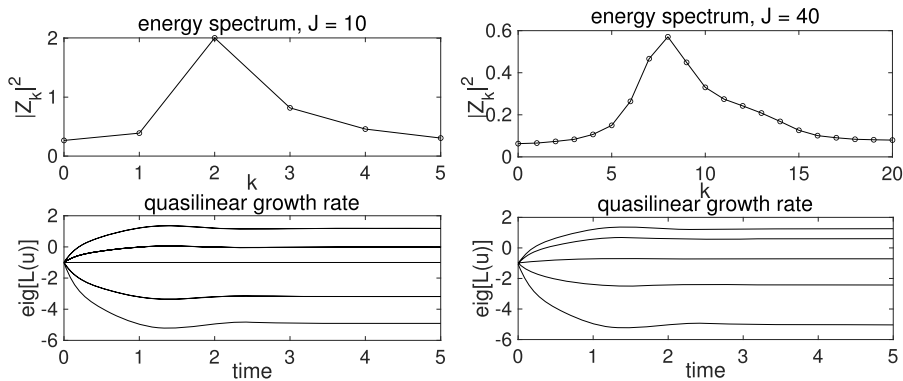 energy spectrum, J = 10
|Z_k|^2
2
1
0
0 1 2 3 4 5
k
quasilinear growth rate
eig[L(u)]
2
0
-2
-4
-6
0 1 2 3 4 5
time
energy spectrum, J = 40
|Z_k|^2
0.6
0.4
0.2
0
0 5 10 15 20
k
quasilinear growth rate
eig[L(u)]
2
0
-2
-4
-6
0 1 2 3 4 5
time